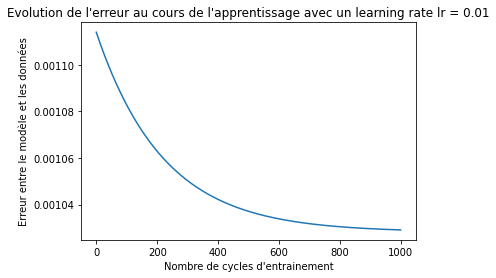 Evolution de l'erreur au cours de l'apprentissage avec un learning rate lr = 0.01
Erreur entre le modèle et les données
0.00110
0.00108
0.00106
0.00104
0 200 400 600 800 1000
Nombre de cycles d'entrainement